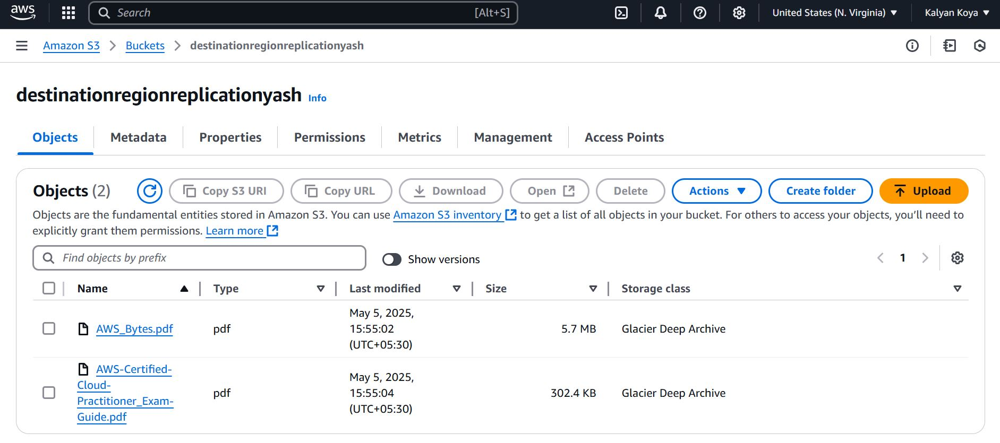 aws
Search [Alt+S] United States (N. Virginia) Kalyan Koya
Amazon S3 Buckets destinationregionreplicationyash
destinationregionreplicationyash Info
Objects Metadata Properties Permissions Metrics Management Access Points
Objects (2) Copy S3 URI Copy URL Download Open Delete Actions Create folder Upload
Objects are the fundamental entities stored in Amazon S3. You can use Amazon S3 inventory to get a list of all objects in your bucket. For others to access your objects, you’ll need to
explicitly grant them permissions. Learn more
Find objects by prefix Show versions 1
Name Type Last modified Size Storage class
AWS_Bytes.pdf pdf May 5, 2025,
15:55:02
(UTC+05:30) 5.7 MB Glacier Deep Archive
AWS-Certified-
Cloud-
Practitioner_Exam-
Guide.pdf pdf May 5, 2025,
15:55:04
(UTC+05:30) 302.4 KB Glacier Deep Archive